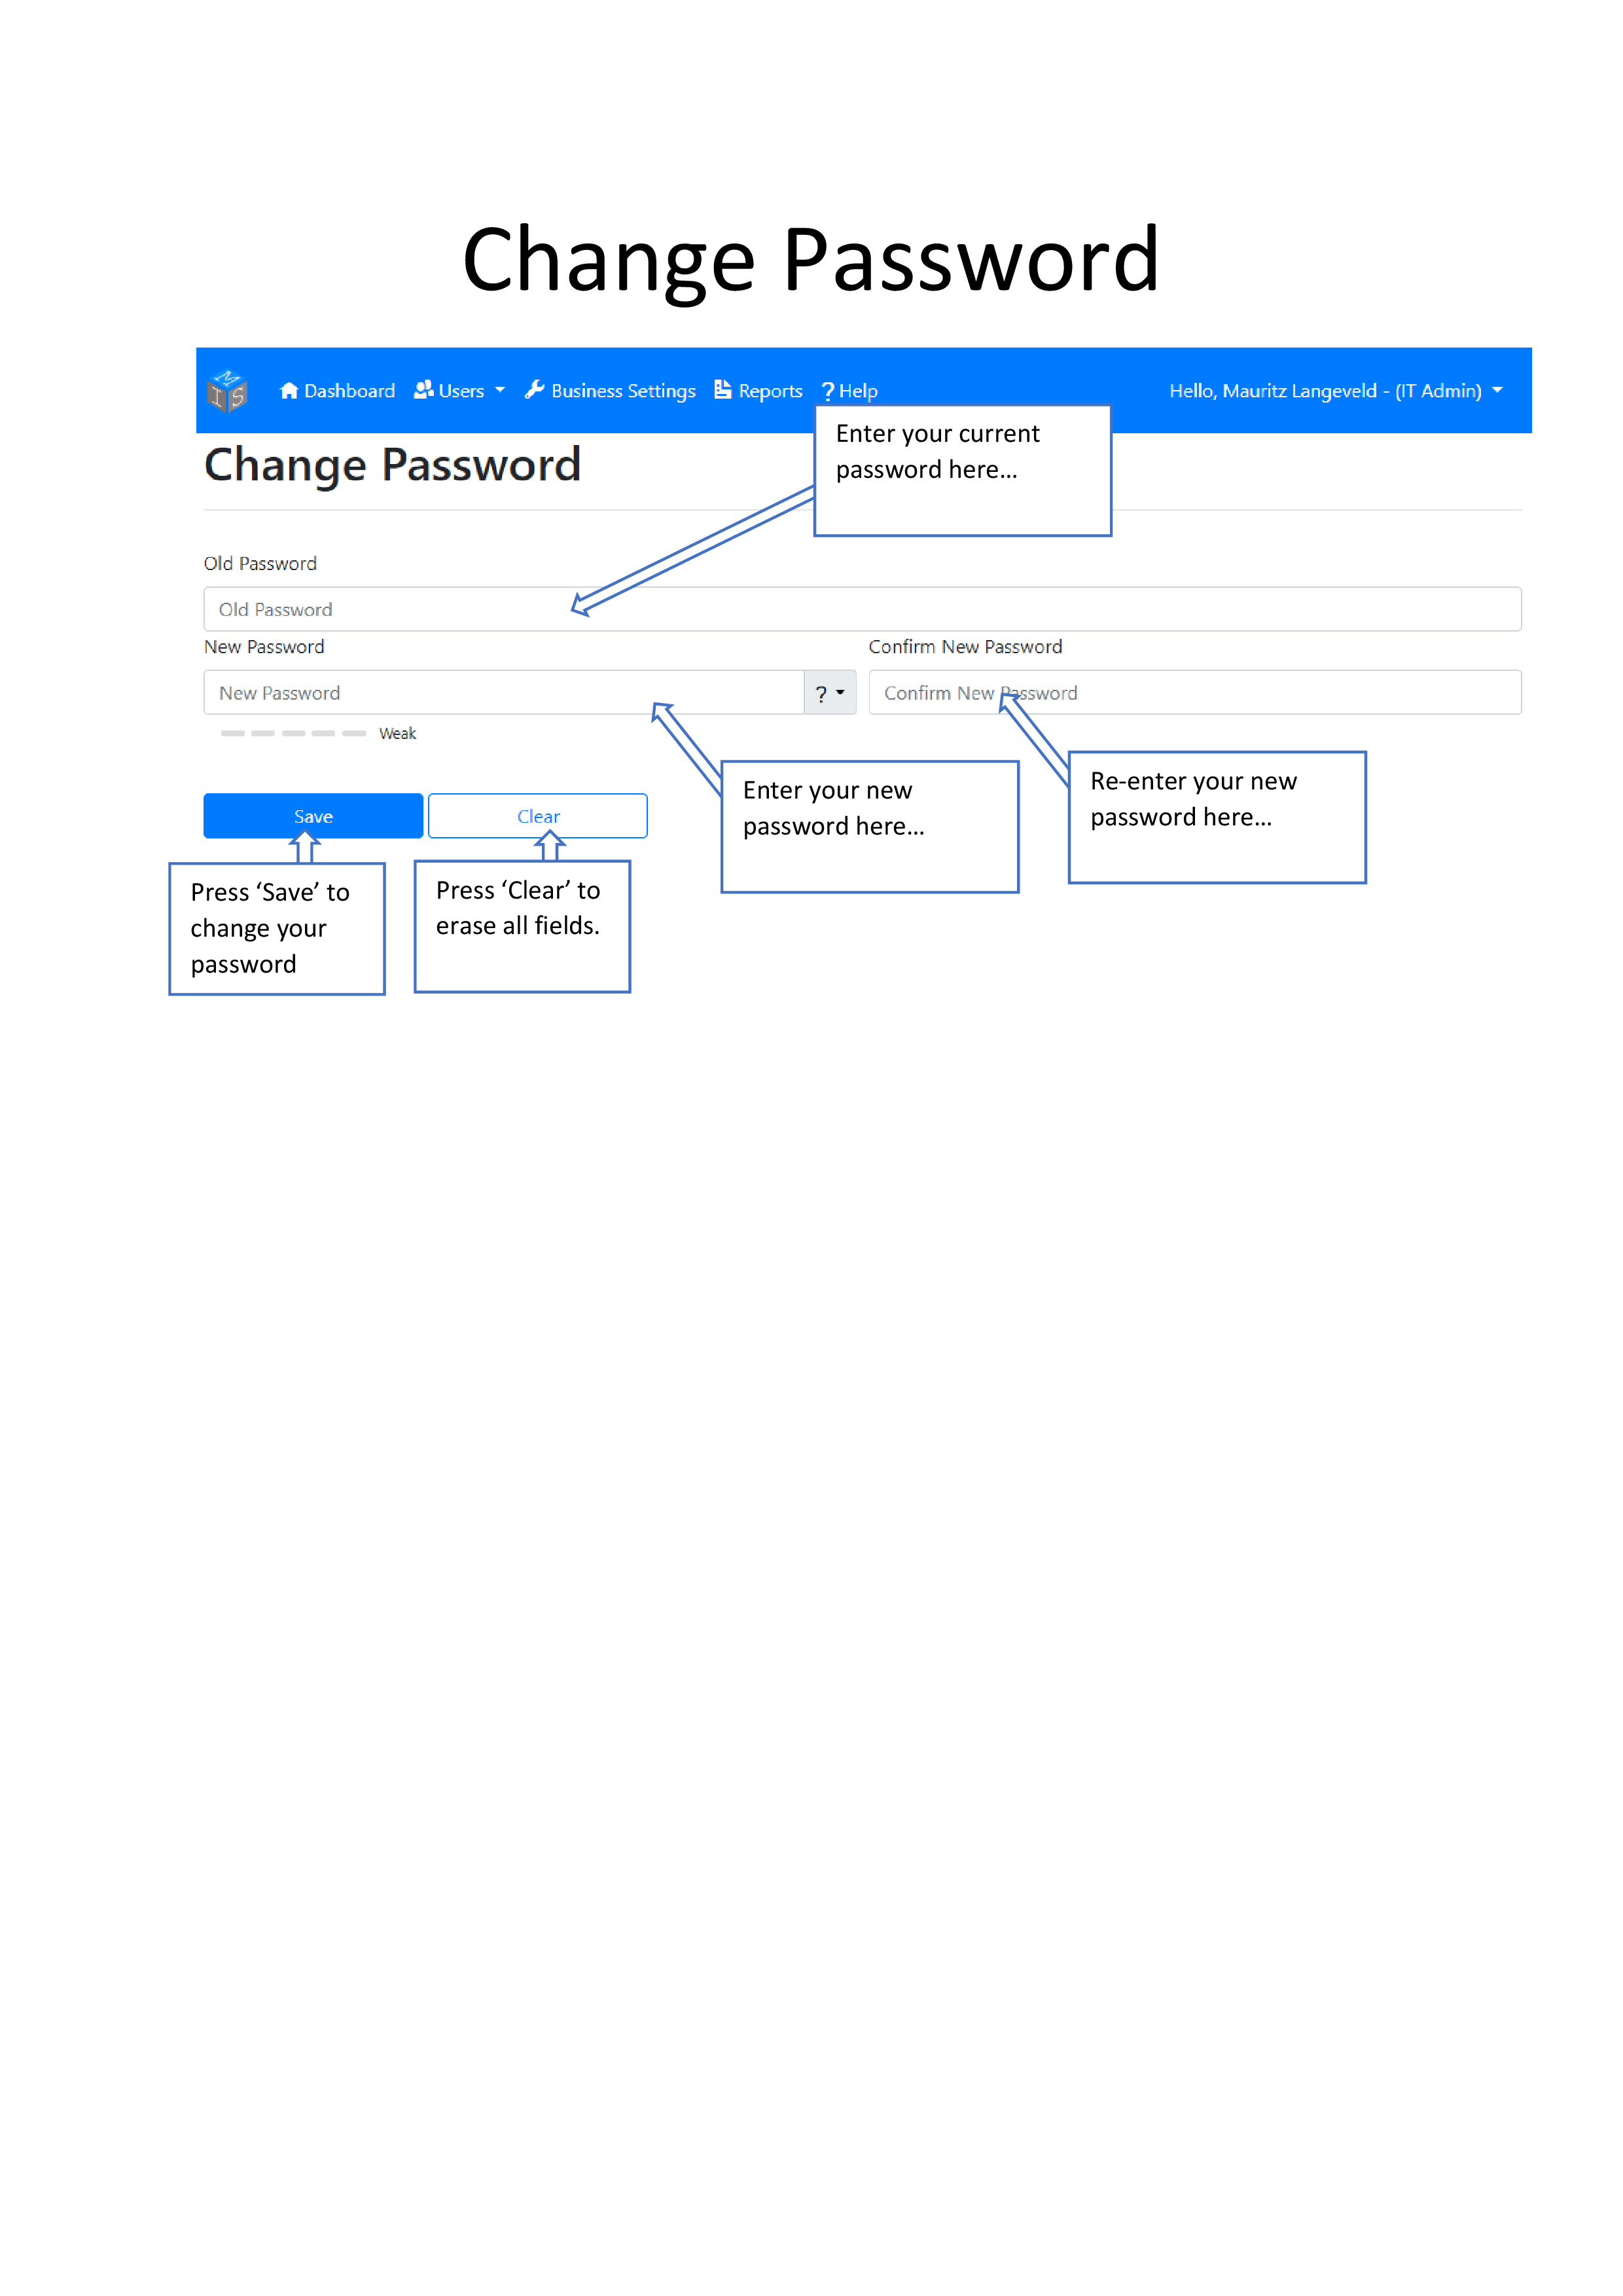 Change Password
MIS
Dashboard Users Business Settings Reports ? Help Hello, Mauritz Langeveld - (IT Admin)
Enter your current
password here...
Change Password
Old Password
Old Password
New Password Confirm New Password
New Password ? Confirm New Password
Weak
Enter your new
password here...
Re-enter your new
password here...
Save Clear
Press ‘Save’ to
change your
password
Press ‘Clear’ to
erase all fields.